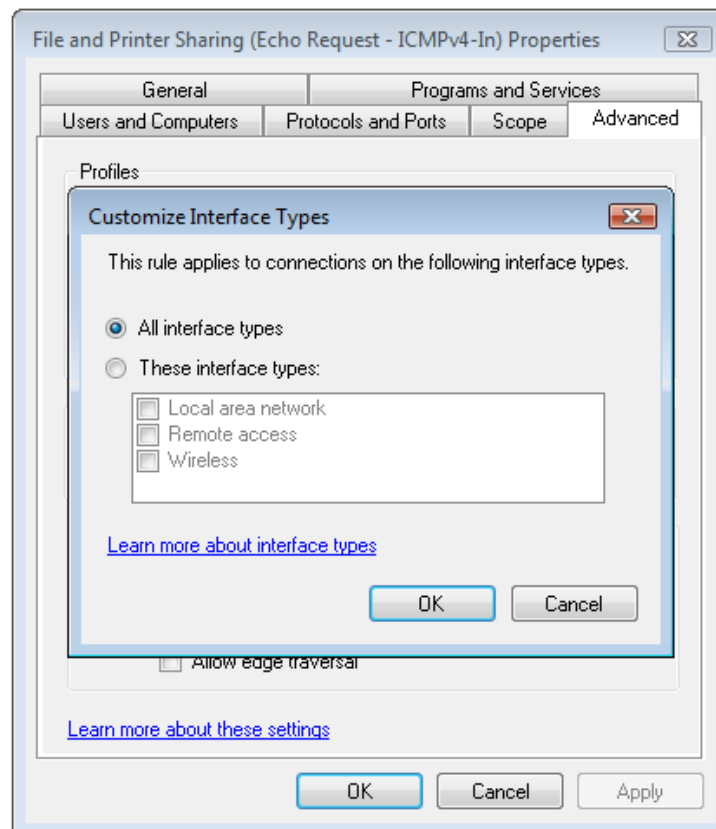 File and Printer Sharing (Echo Request - ICMPv4-In) Properties
General
Programs and Services
Users and Computers
Protocols and Ports
Scope
Advanced
Profiles
Customize Interface Types
This rule applies to connections on the following interface types.
All interface types
These interface types:
Local area network
Remote access
Wireless
Learn more about interface types
OK
Cancel
Allow edge traversal
Learn more about these settings
OK
Cancel
Apply